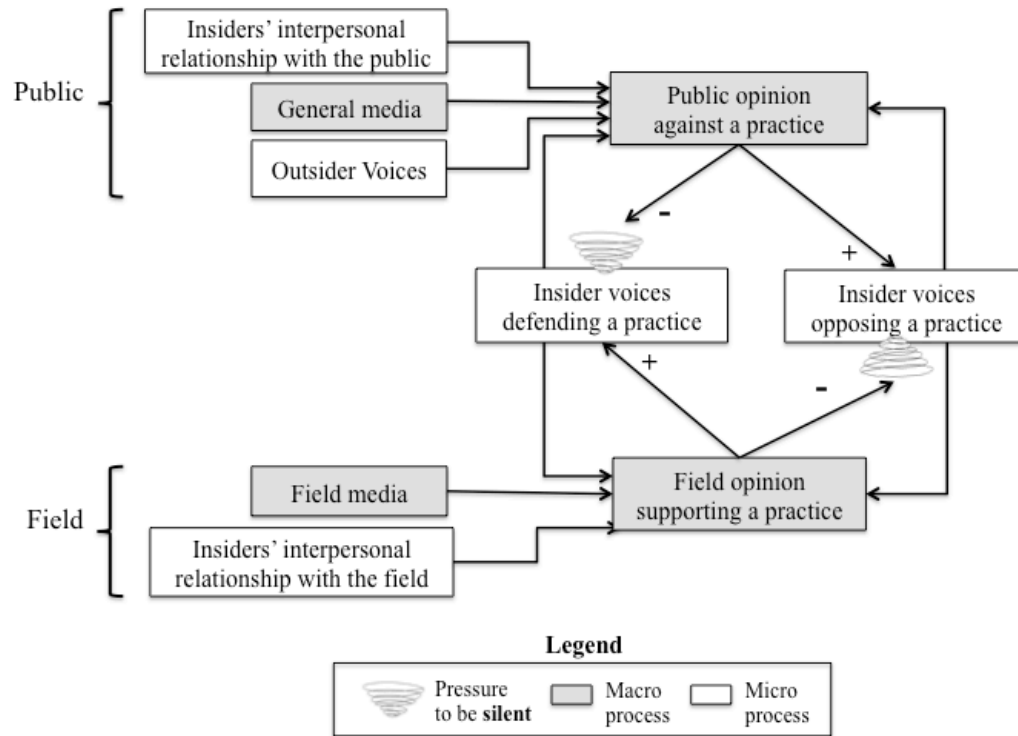 Public
Insiders’ interpersonal
relationship with the public
General media
Outsider Voices
Public opinion
against a practice
-
+
Insider voices
defending a practice
Insider voices
opposing a practice
+
-
Field
Field media
Insiders’ interpersonal
relationship with the field
Field opinion
supporting a practice
Legend
Pressure
to be silent
Macro
process
Micro
process